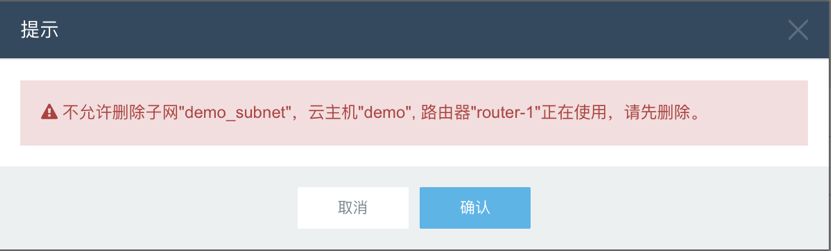 提示
不允许删除子网"demo_subnet"，云主机"demo", 路由器"router-1"正在使用，请先删除。
取消
确认